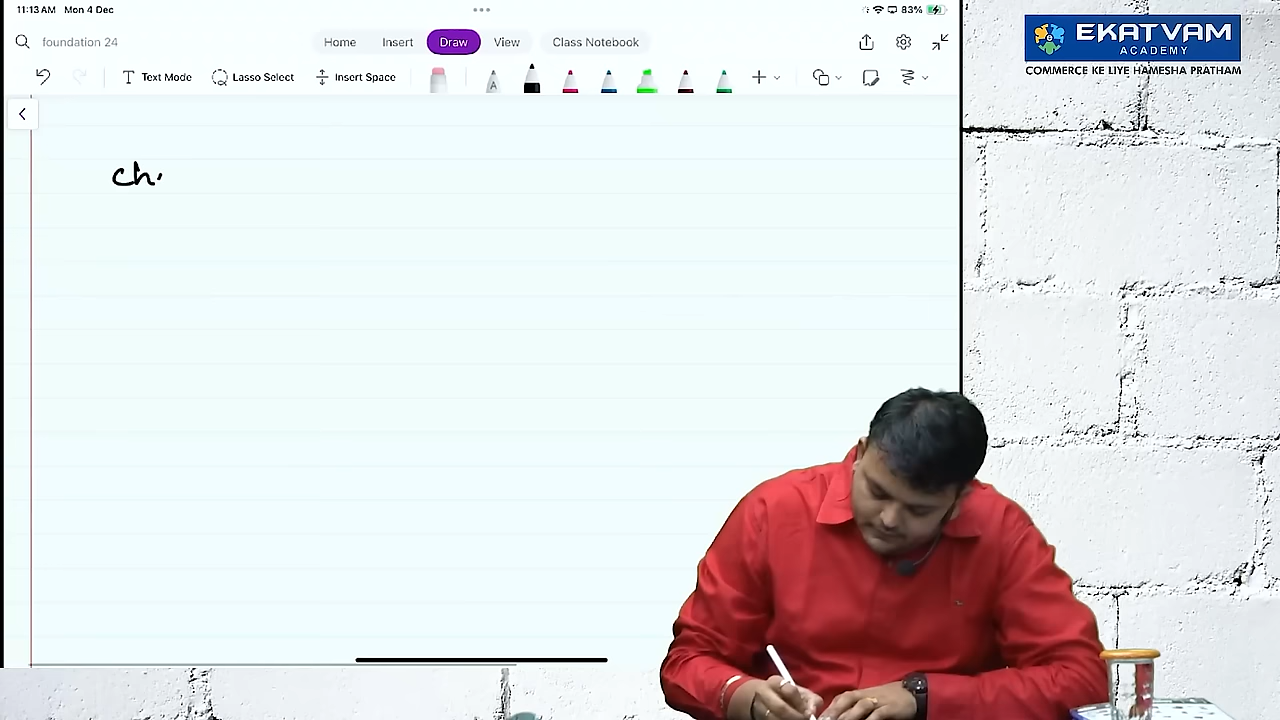 11:13 AM Mon 4 Dec 83%
foundation 24 Home Insert Draw View Class Notebook
Text Mode Lasso Select Insert Space
ch.
EKATVAM
ACADEMY
COMMERCE KE LIYE HAMESHA PRATHAM